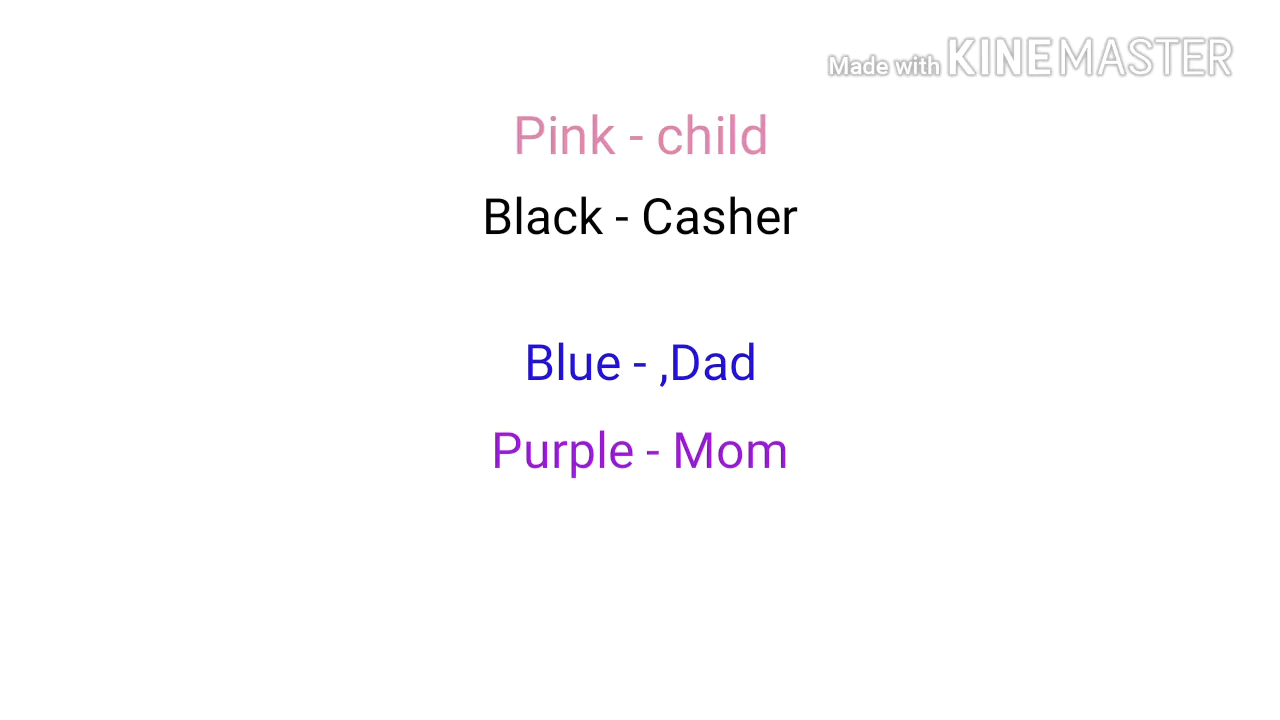 Made with KINEMASTER
Pink - child
Black - Casher
Blue - ,Dad
Purple - Mom